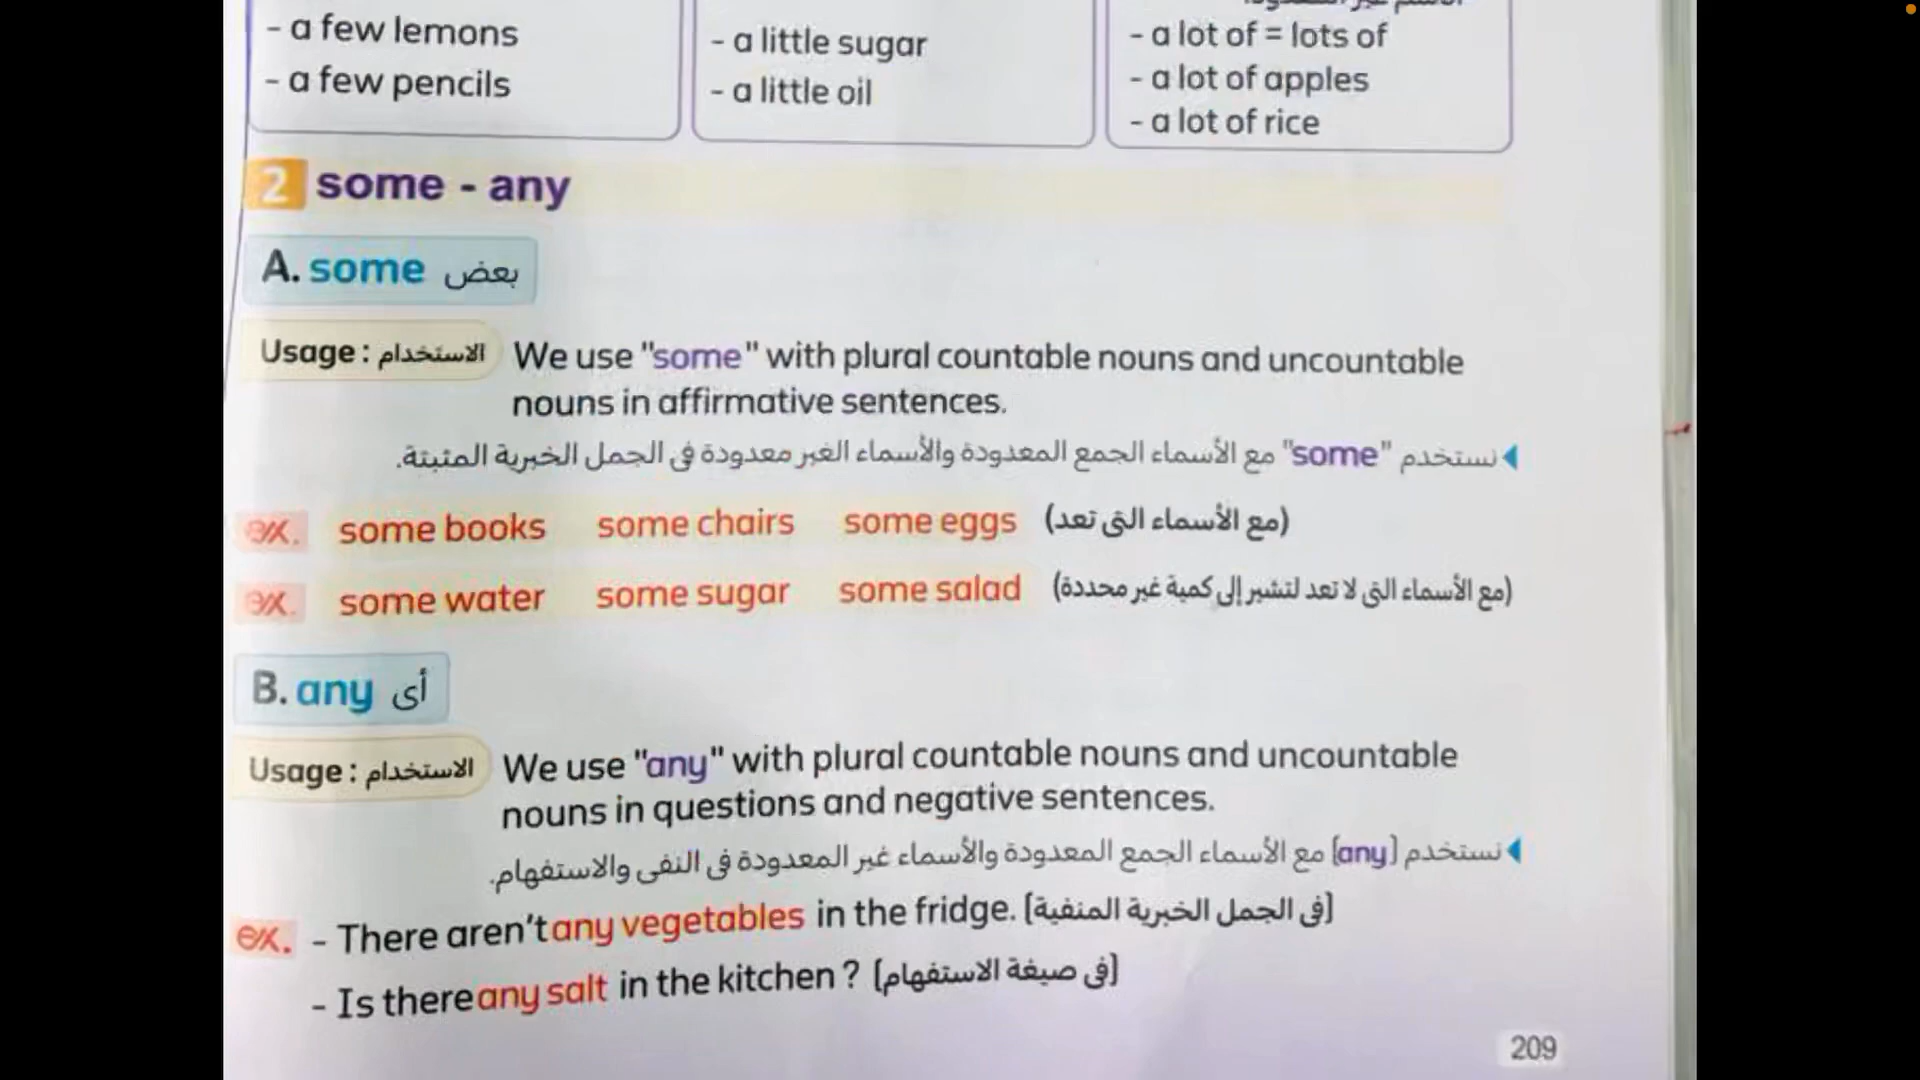 - a few lemons
- a few pencils
- a little sugar
- a little oil
- a lot of = lots of
- a lot of apples
- a lot of rice
2 some - any
A. some بعض
Usage : الاستخدام We use "some" with plural countable nouns and uncountable
nouns in affirmative sentences.
نستخدم "some" مع الأسماء الجمع المعدودة والأسماء الغير معدودة فى الجمل الخبرية المثبتة.
ex. some books some chairs some eggs (مع الأسماء التى تعد)
ex. some water some sugar some salad (مع الأسماء التى لا تعد لتشير إلى كمية غير محددة)
B. any أى
Usage : الاستخدام We use "any" with plural countable nouns and uncountable
nouns in questions and negative sentences.
نستخدم [any] مع الأسماء الجمع المعدودة والأسماء غير المعدودة فى النفى والاستفهام.
ex. - There aren't any vegetables in the fridge. [فى الجمل الخبرية المنفية]
- Is there any salt in the kitchen ? [فى صيغة الاستفهام]
209